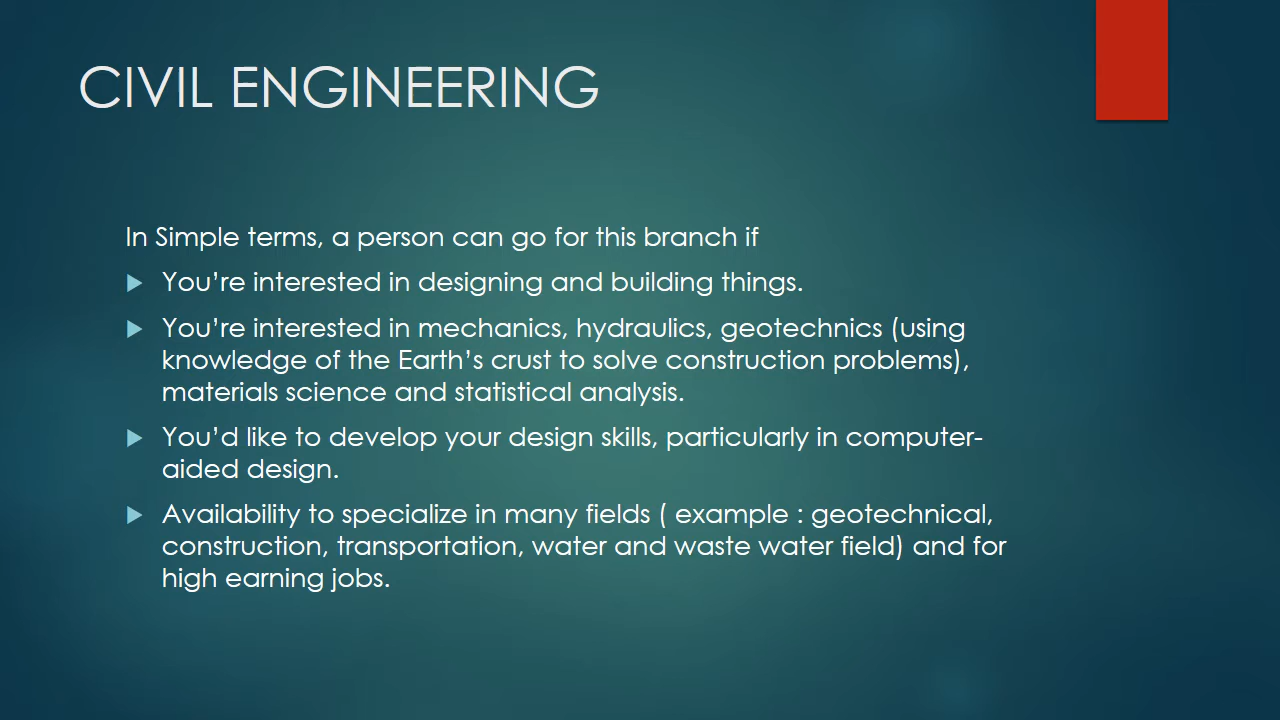 CIVIL ENGINEERING
In Simple terms, a person can go for this branch if
You’re interested in designing and building things.
You’re interested in mechanics, hydraulics, geotechnics (using
knowledge of the Earth’s crust to solve construction problems),
materials science and statistical analysis.
You’d like to develop your design skills, particularly in computer-
aided design.
Availability to specialize in many fields ( example : geotechnical,
construction, transportation, water and waste water field) and for
high earning jobs.